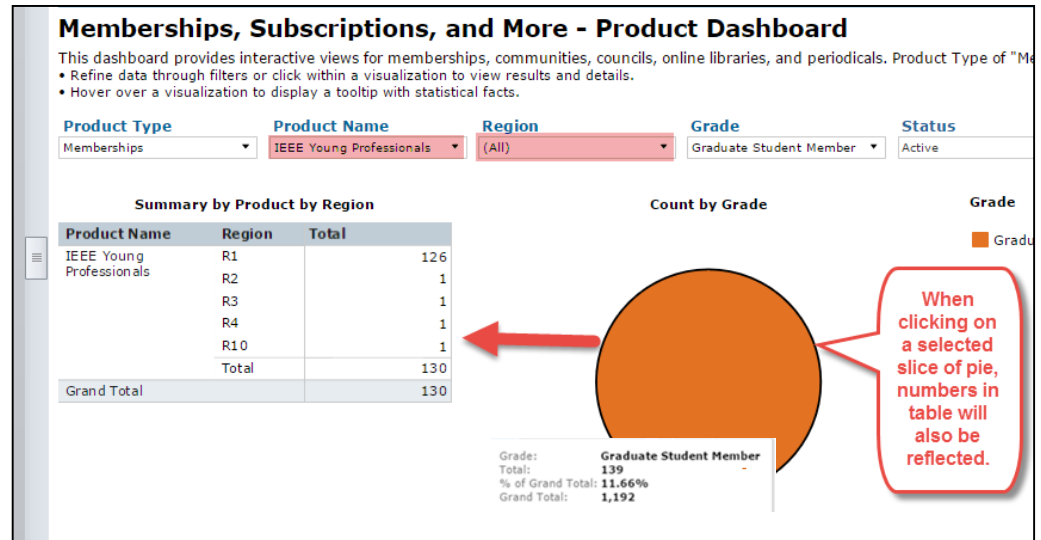 Memberships, Subscriptions, and More - Product Dashboard
This dashboard provides interactive views for memberships, communities, councils, online libraries, and periodicals. Product Type of "Me
• Refine data through filters or click within a visualization to view results and details.
• Hover over a visualization to display a tooltip with statistical facts.
Product Type Product Name Region Grade Status
Memberships IEEE Young Professionals (All) Graduate Student Member Active
Summary by Product by Region
Product Name Region Total
IEEE Young Professionals R1 126
R2 1
R3 1
R4 1
R10 1
Total 130
Grand Total 130
Count by Grade
Grade: Graduate Student Member
Total: 139
% of Grand Total: 11.66%
Grand Total: 1,192
Grade
Gradu
When
clicking on
a selected
slice of pie,
numbers in
table will
also be
reflected.